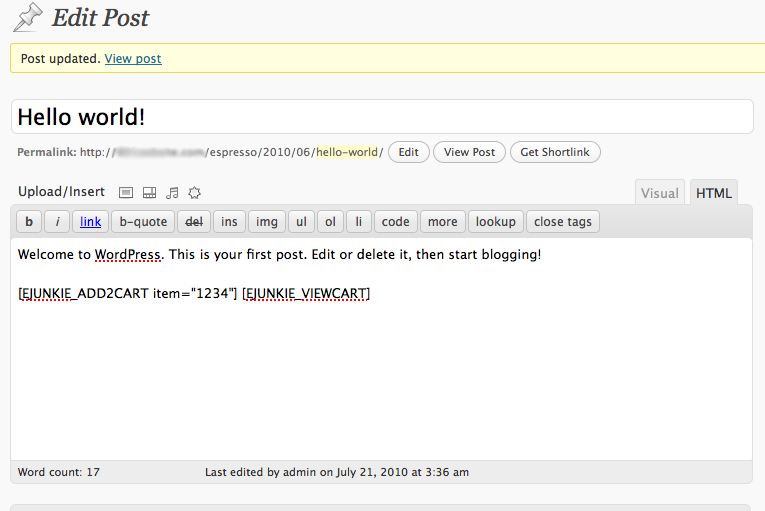 Edit Post
Post updated. View post
Hello world!
Permalink: http:// /espresso/2010/06/hello-world/ Edit View Post Get Shortlink
Upload/Insert Visual HTML
b i link b-quote del ins img ul ol li code more lookup close tags
Welcome to WordPress. This is your first post. Edit or delete it, then start blogging!
[EJUNKIE_ADD2CART item="1234"] [EJUNKIE_VIEWCART]
Word count: 17 Last edited by admin on July 21, 2010 at 3:36 am